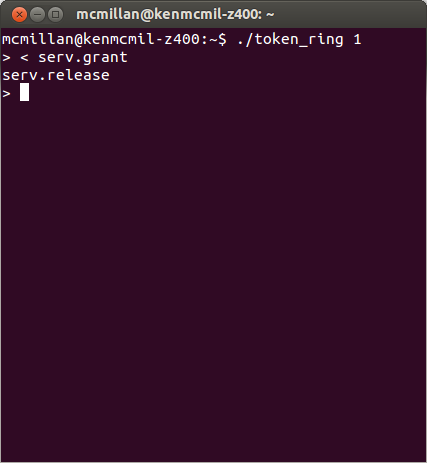 mcmillan@kenmcmil-z400: ~
mcmillan@kenmcmil-z400:~$ ./token_ring 1
> < serv.grant
serv.release
>